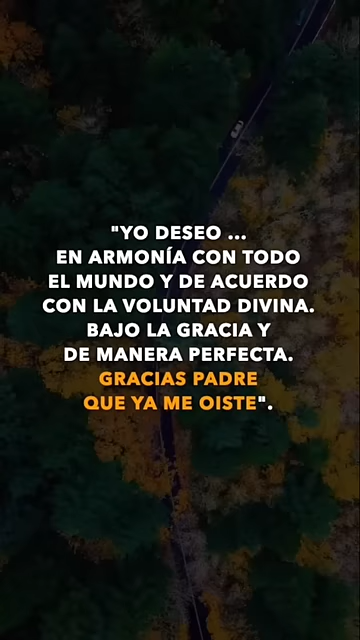 "YO DESEO ...
EN ARMONÍA CON TODO
EL MUNDO Y DE ACUERDO
CON LA VOLUNTAD DIVINA.
BAJO LA GRACIA Y
DE MANERA PERFECTA.
GRACIAS PADRE
QUE YA ME OISTE".